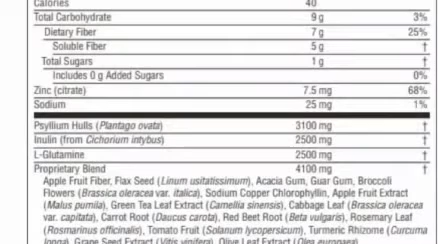 Calories 40
Total Carbohydrate 9 g 3%
Dietary Fiber 7 g 25%
Soluble Fiber 5 g †
Total Sugars 1 g †
Includes 0 g Added Sugars 0%
Zinc (citrate) 7.5 mg 68%
Sodium 25 mg 1%
Psyllium Hulls (Plantago ovata) 3100 mg †
Inulin (from Cichorium intybus) 2500 mg †
L-Glutamine 2500 mg †
Proprietary Blend 4100 mg †
Apple Fruit Fiber, Flax Seed (Linum usitatissimum), Acacia Gum, Guar Gum, Broccoli
Flowers (Brassica oleracea var. italica), Sodium Copper Chlorophyllin, Apple Fruit Extract
(Malus pumila), Green Tea Leaf Extract (Camellia sinensis), Cabbage Leaf (Brassica oleracea
var. capitata), Carrot Root (Daucus carota), Red Beet Root (Beta vulgaris), Rosemary Leaf
(Rosmarinus officinalis), Tomato Fruit (Solanum lycopersicum), Turmeric Rhizome (Curcuma
longa), Grape Seed Extract (Vitis vinifera), Olive Leaf Extract (Olea europaea)